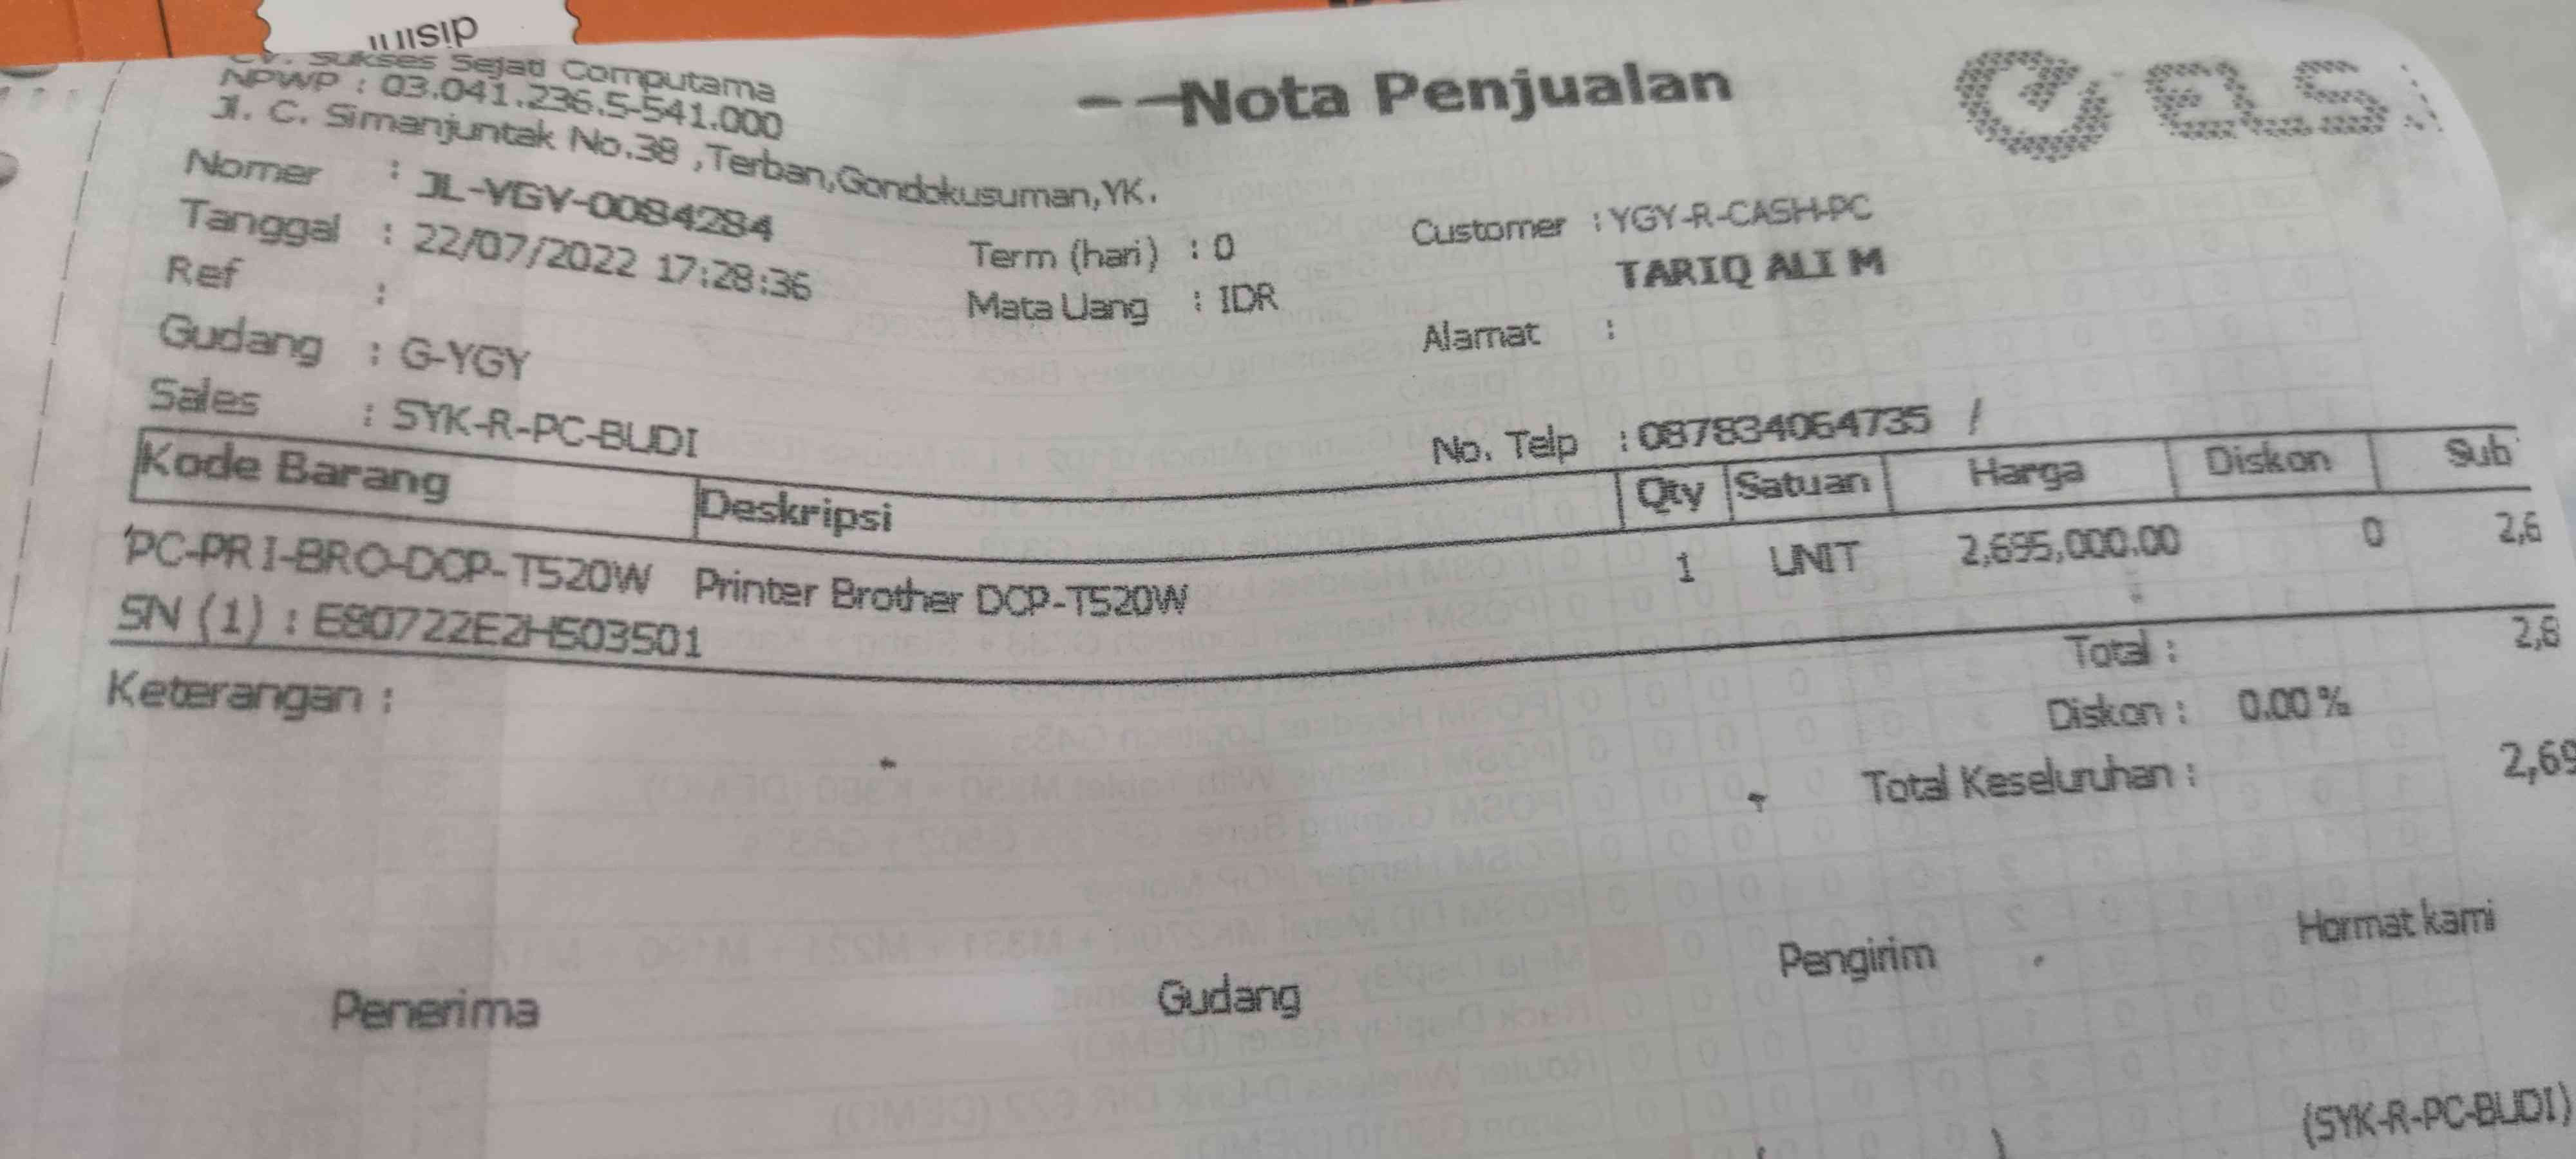 CV. Sukses Sejati Computama
NPWP : 03.041.236.5-541.000
Jl. C. Simanjuntak No.38 ,Terban,Gondokusuman,YK.
Nota Penjualan
ELS
Nomer : JL-YGY-0084284
Tanggal : 22/07/2022 17:28:36
Ref :
Gudang : G-YGY
Sales : SYK-R-PC-BUDI
Term (hari) : 0
Mata Uang : IDR
Customer : YGY-R-CASH-PC
TARIQ ALI M
Alamat :
No. Telp : 087834064735 /
Kode Barang Deskripsi Qty Satuan Harga Diskon Sub
PC-PRI-BRO-DCP-T520W Printer Brother DCP-T520W 1 UNIT 2,695,000.00 0 2,6
SN (1) : E80722E2H503501
Keterangan :
Total : 2,6
Diskon : 0.00 %
Total Keseluruhan : 2,69
Penerima Gudang Pengirim Hormat kami
(SYK-R-PC-BUDI)